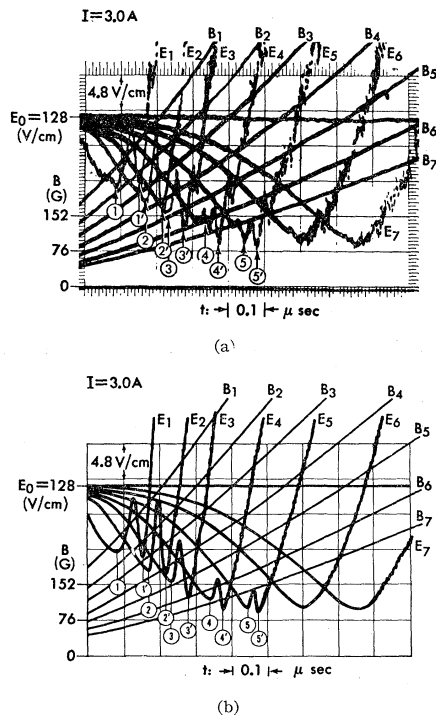 I=3.0A
E1 E2 B1 E3 B2 E4 B3 E5 B4 E6
B5
4.8 V/cm
E0=128
(V/cm)
B6
B7
B
(G)
152
76
0
1 1' 2 2' 3 3' 4 4' 5 5'
E7
t: 0.1 μ sec
(a)
I=3.0A
E1 E2 B1 E3 B2 E4 B3 E5 B4 E6
B5
4.8 V/cm
E0=128
(V/cm)
B6
B7
E7
B
(G)
152
76
0
1 1' 2 2' 3 3' 4 4' 5 5'
t: 0.1 μ sec
(b)